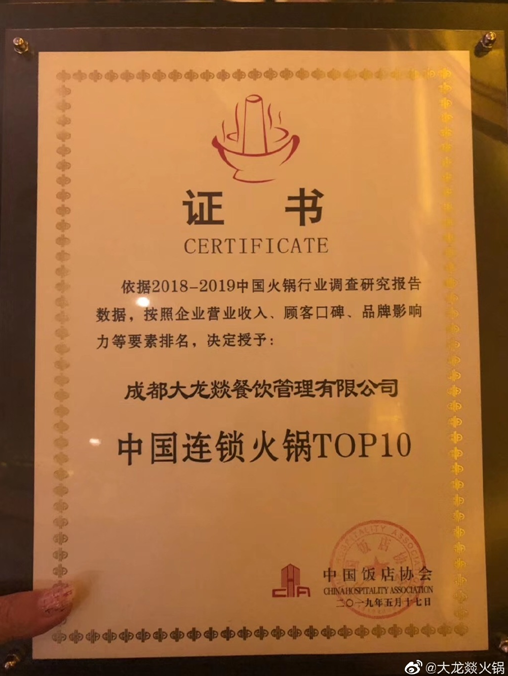 证 书
CERTIFICATE
依据2018-2019中国火锅行业调查研究报告
数据，按照企业营业收入、顾客口碑、品牌影响
力等要素排名，决定授予：
成都大龙燚餐饮管理有限公司
中国连锁火锅TOP10
中国饭店协会
CHINA HOSPITALITY ASSOCIATION
二〇一九年五月十七日
@大龙燚火锅